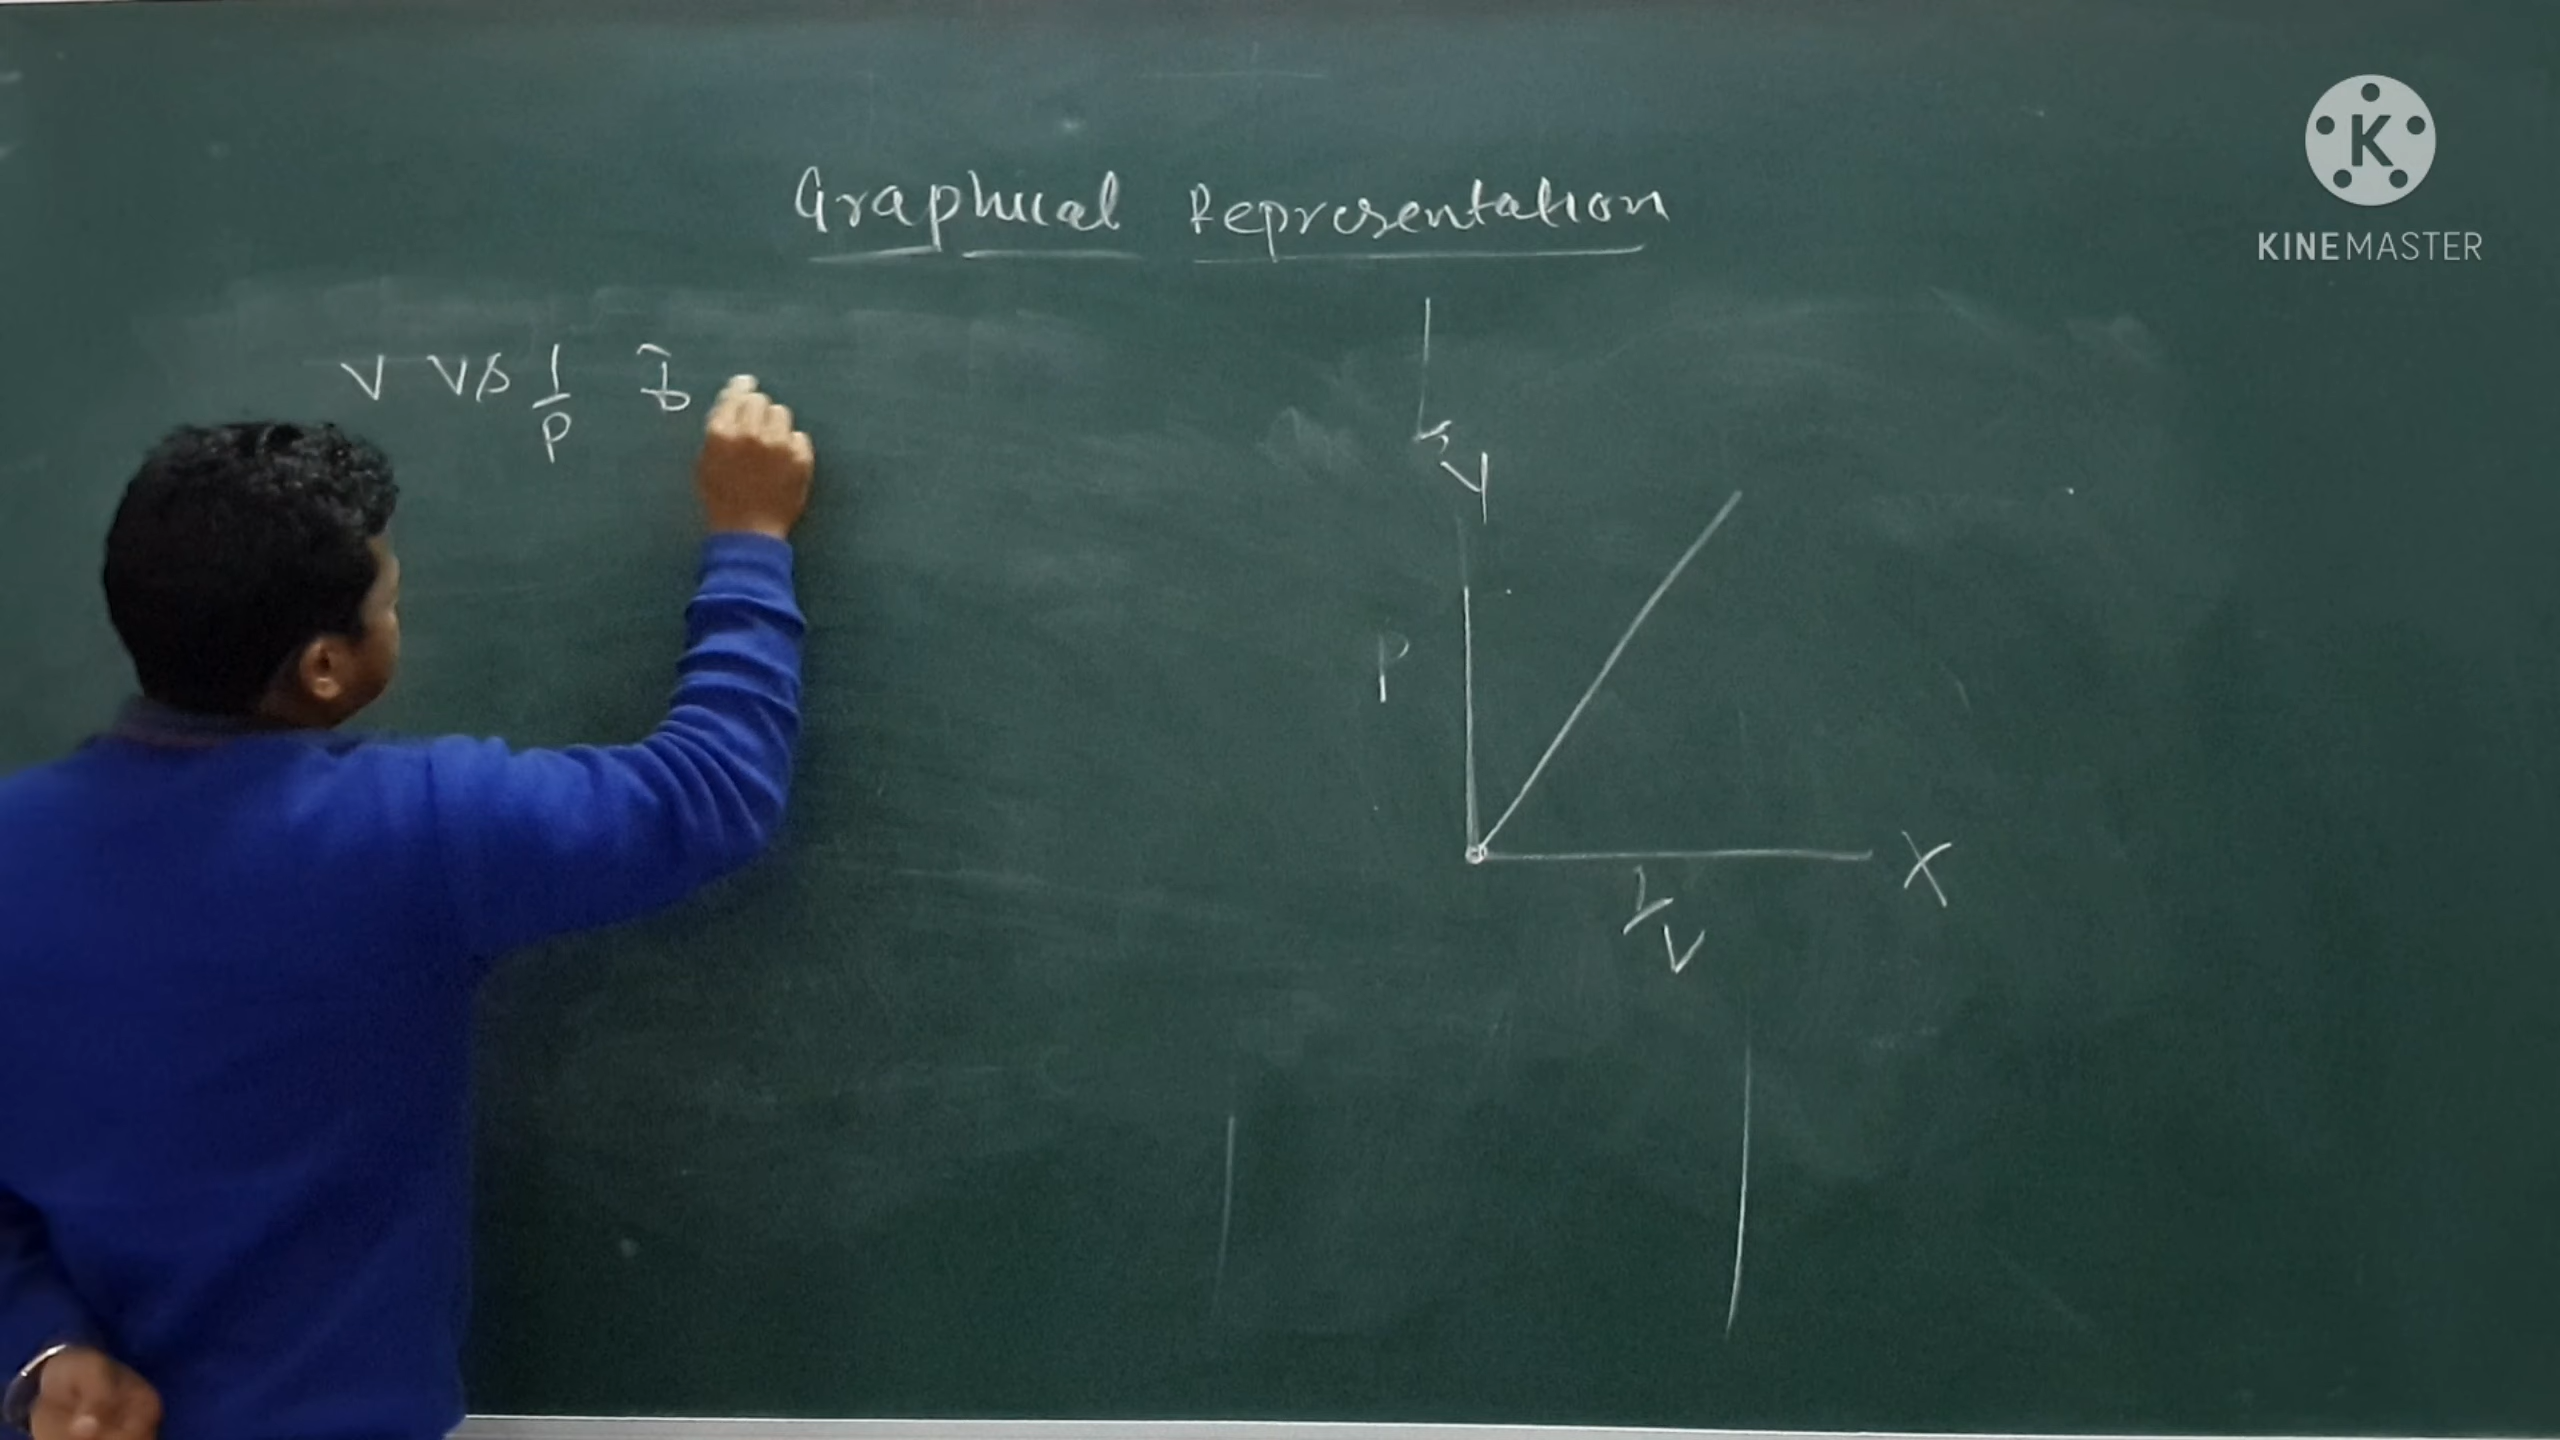 Graphical Representation
V vs 1/P
Y
P
X
1/V
K
KINEMASTER